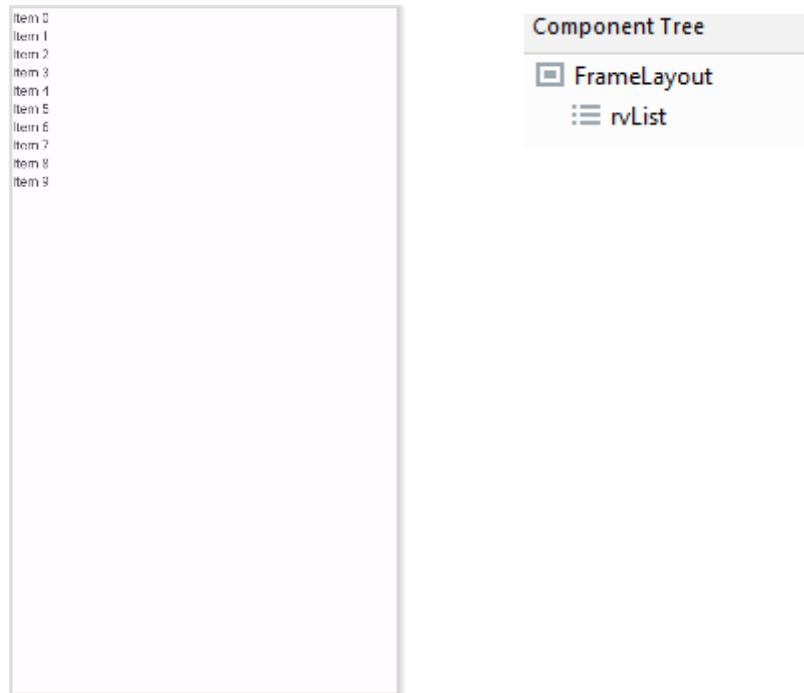 Item 0
Item 1
Item 2
Item 3
Item 4
Item 5
Item 6
Item 7
Item 8
Item 9
Component Tree
FrameLayout
rvList